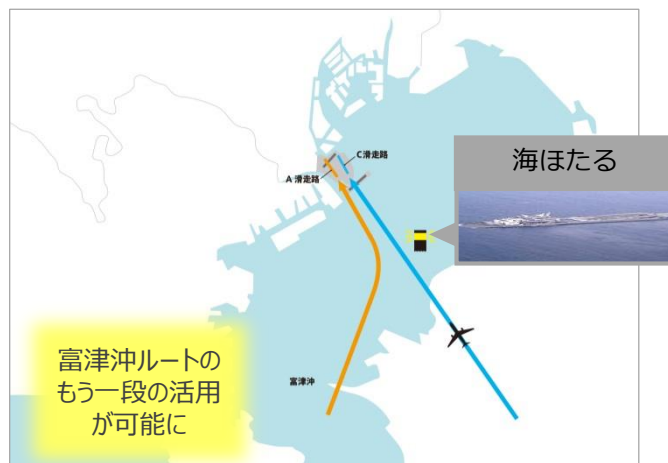 C滑走路
A滑走路
海ほたる
富津沖ルートの
もう一段の活用
が可能に
富津沖